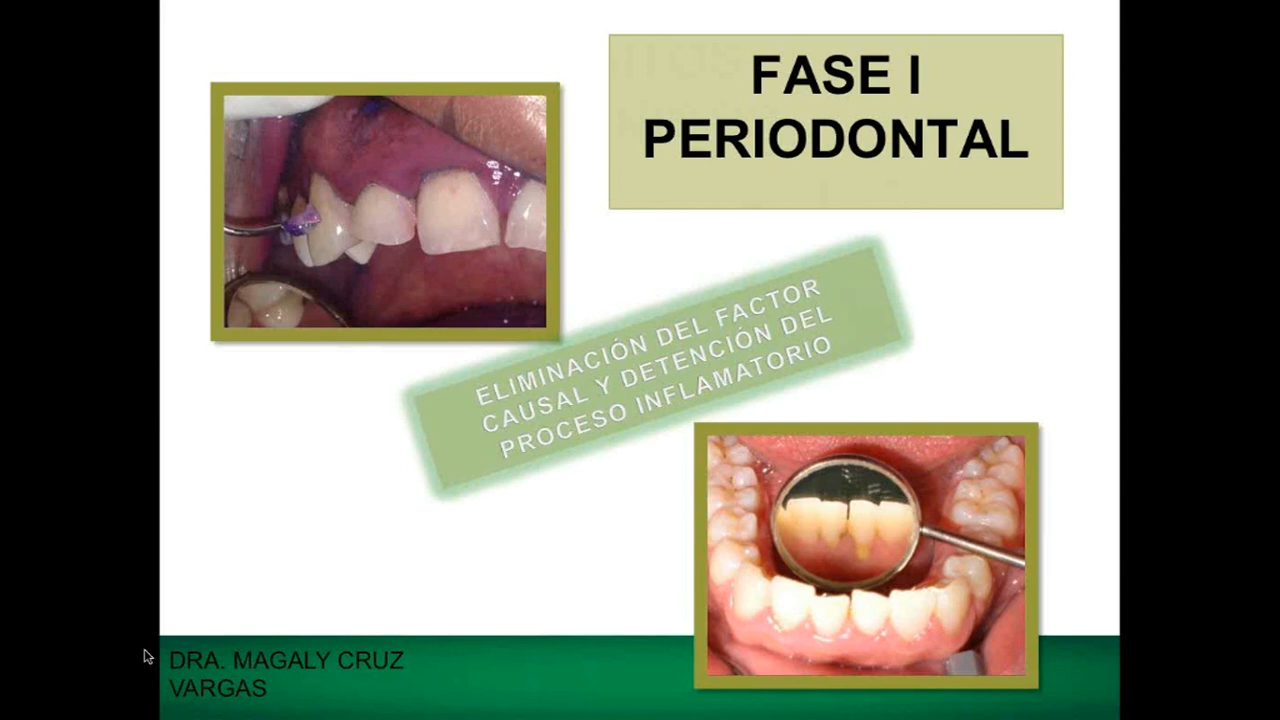 FASE I
PERIODONTAL
ELIMINACIÓN DEL FACTOR
CAUSAL Y DETENCIÓN DEL
PROCESO INFLAMATORIO
DRA. MAGALY CRUZ
VARGAS